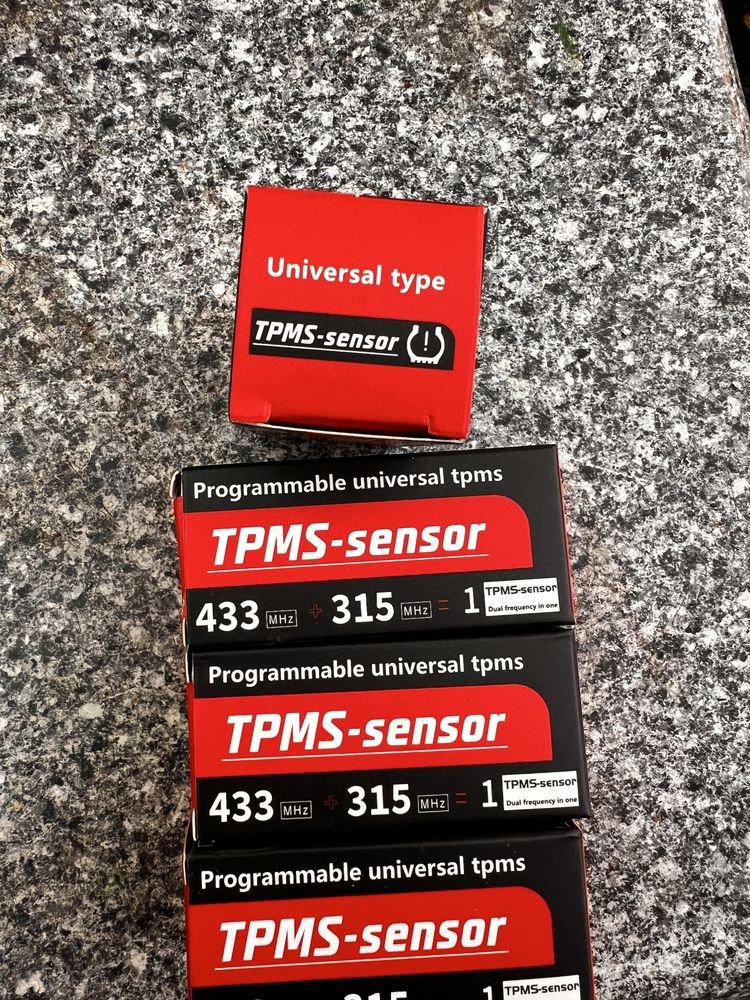 Universal type
TPMS-sensor
Programmable universal tpms
TPMS-sensor
433 MHz + 315 MHz = 1 TPMS-sensor
Dual frequency in one
Programmable universal tpms
TPMS-sensor
433 MHz + 315 MHz = 1 TPMS-sensor
Dual frequency in one
Programmable universal tpms
TPMS-sensor
315 1 TPMS-sensor